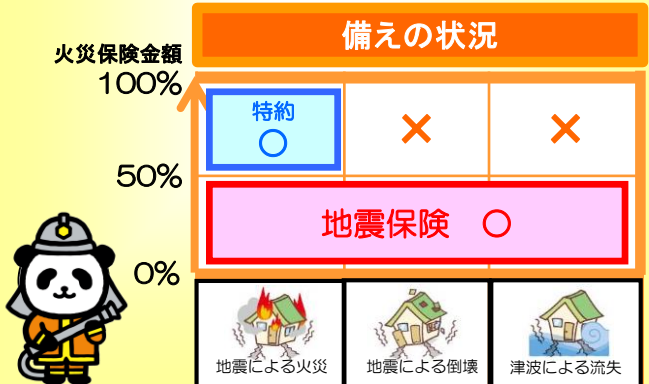 備えの状況
火災保険金額
100%
特約
○
×
×
50%
地震保険 ○
0%
地震による火災
地震による倒壊
津波による流失